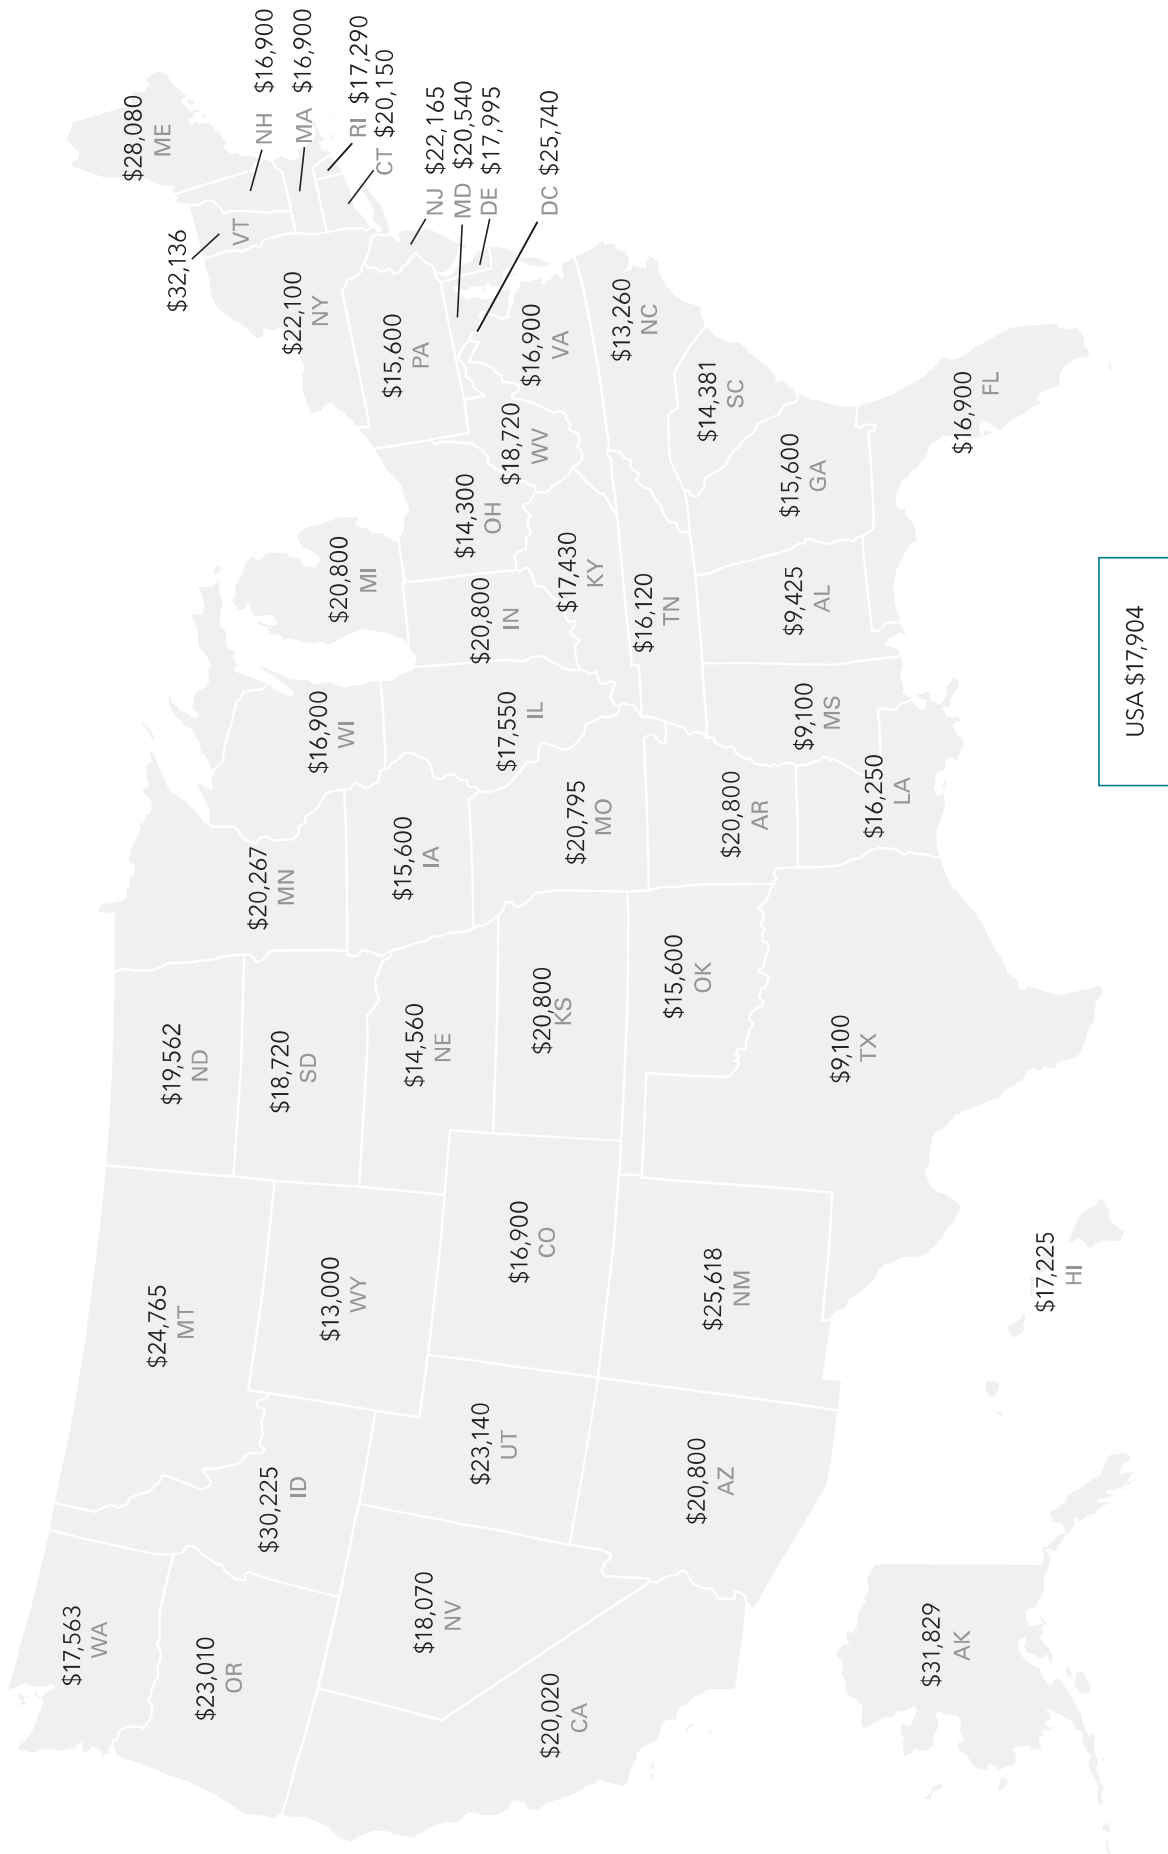 $17,563
WA
$23,010
OR
$20,020
CA
$18,070
NV
$30,225
ID
$24,765
MT
$13,000
WY
$23,140
UT
$20,800
AZ
$16,900
CO
$25,618
NM
$19,562
ND
$18,720
SD
$14,560
NE
$20,800
KS
$15,600
OK
$9,100
TX
$20,267
MN
$15,600
IA
$20,795
MO
$20,800
AR
$16,250
LA
$16,900
WI
$17,550
IL
$9,100
MS
$20,800
MI
$20,800
IN
$14,300
OH
$17,430
KY
$16,120
TN
$9,425
AL
$15,600
GA
$16,900
FL
$14,381
SC
$13,260
NC
$16,900
VA
$18,720
WV
$15,600
PA
$22,100
NY
$32,136
VT
$28,080
ME
NH $16,900
MA $16,900
RI $17,290
CT $20,150
NJ $22,165
MD $20,540
DE $17,995
DC $25,740
$31,829
AK
$17,225
HI
USA $17,904